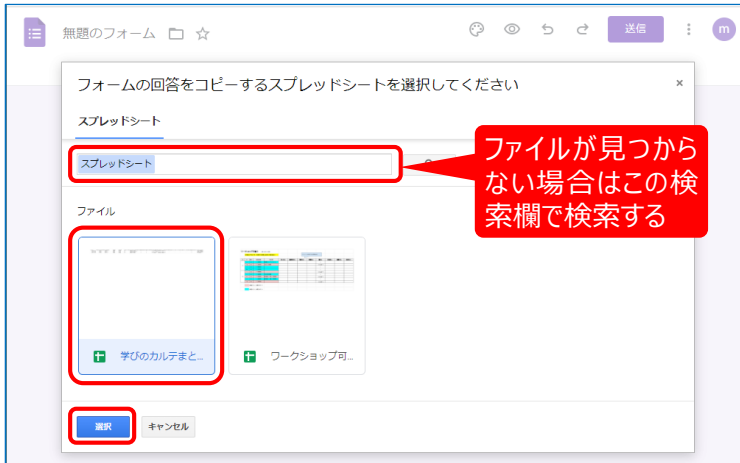 無題のフォーム
送信
m
フォームの回答をコピーするスプレッドシートを選択してください
×
スプレッドシート
スプレッドシート
ファイルが見つから
ない場合はこの検
索欄で検索する
ファイル
学びのカルテまと...
ワークショップ可...
選択
キャンセル